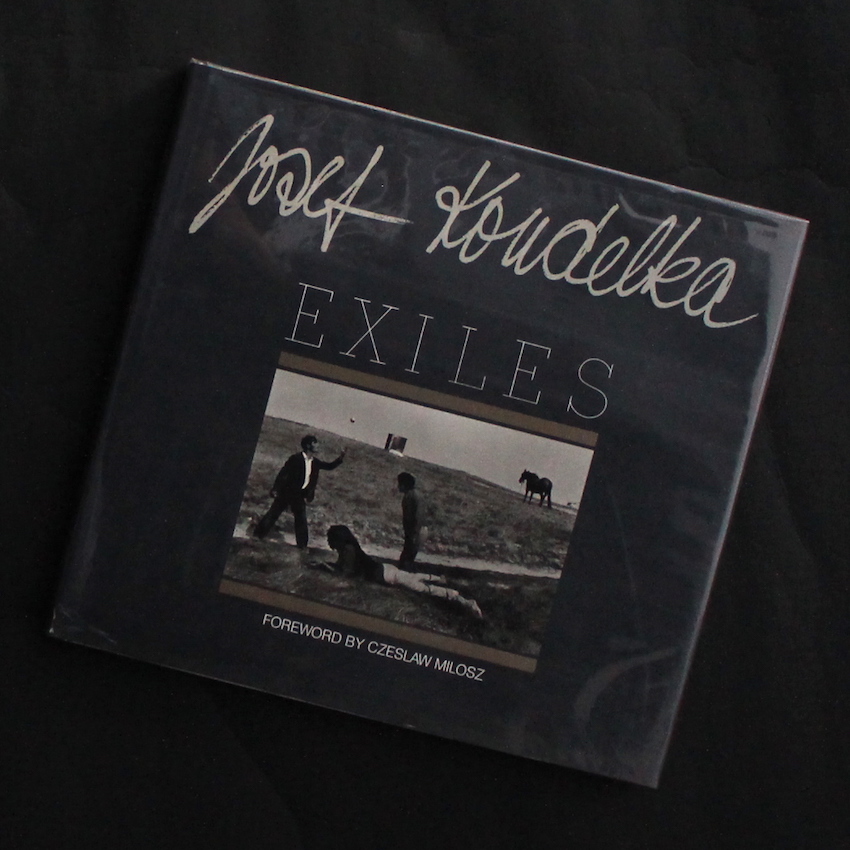 Josef Koudelka
EXILES
FOREWORD BY CZESLAW MILOSZ